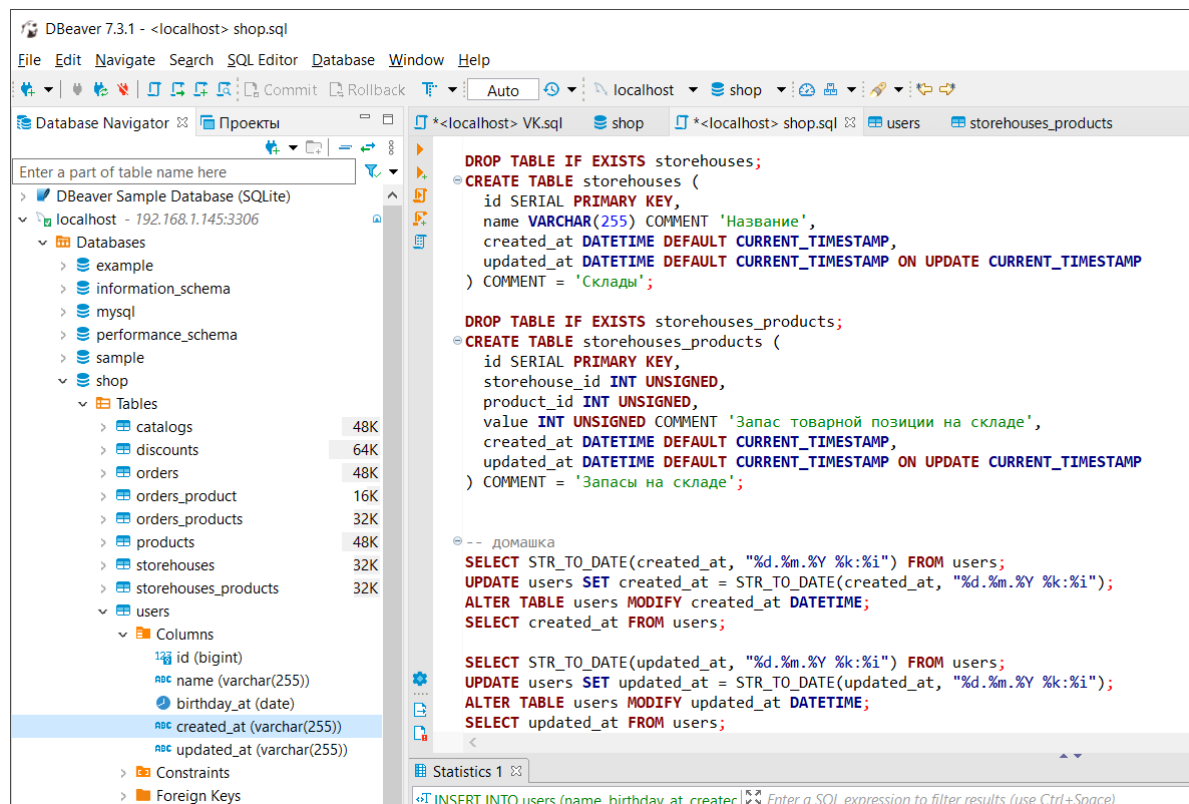 DBeaver 7.3.1 - <localhost> shop.sql
File Edit Navigate Search SQL Editor Database Window Help
Commit Rollback Auto localhost shop
Database Navigator Проекты
*<localhost> VK.sql shop *<localhost> shop.sql users storehouses_products
Enter a part of table name here
DBeaver Sample Database (SQLite)
localhost - 192.168.1.145:3306
Databases
example
information_schema
mysql
performance_schema
sample
shop
Tables
catalogs 48K
discounts 64K
orders 48K
orders_product 16K
orders_products 32K
products 48K
storehouses 32K
storehouses_products 32K
users
Columns
123 id (bigint)
ABC name (varchar(255))
birthday_at (date)
ABC created_at (varchar(255))
ABC updated_at (varchar(255))
Constraints
Foreign Keys
DROP TABLE IF EXISTS storehouses;
CREATE TABLE storehouses (
id SERIAL PRIMARY KEY,
name VARCHAR(255) COMMENT 'Название',
created_at DATETIME DEFAULT CURRENT_TIMESTAMP,
updated_at DATETIME DEFAULT CURRENT_TIMESTAMP ON UPDATE CURRENT_TIMESTAMP
) COMMENT = 'Склады';
DROP TABLE IF EXISTS storehouses_products;
CREATE TABLE storehouses_products (
id SERIAL PRIMARY KEY,
storehouse_id INT UNSIGNED,
product_id INT UNSIGNED,
value INT UNSIGNED COMMENT 'Запас товарной позиции на складе',
created_at DATETIME DEFAULT CURRENT_TIMESTAMP,
updated_at DATETIME DEFAULT CURRENT_TIMESTAMP ON UPDATE CURRENT_TIMESTAMP
) COMMENT = 'Запасы на складе';
-- домашка
SELECT STR_TO_DATE(created_at, "%d.%m.%Y %k:%i") FROM users;
UPDATE users SET created_at = STR_TO_DATE(created_at, "%d.%m.%Y %k:%i");
ALTER TABLE users MODIFY created_at DATETIME;
SELECT created_at FROM users;
SELECT STR_TO_DATE(updated_at, "%d.%m.%Y %k:%i") FROM users;
UPDATE users SET updated_at = STR_TO_DATE(updated_at, "%d.%m.%Y %k:%i");
ALTER TABLE users MODIFY updated_at DATETIME;
SELECT updated_at FROM users;
Statistics 1
INSERT INTO users (name, birthday_at, createc Enter a SQL expression to filter results (use Ctrl+Space)